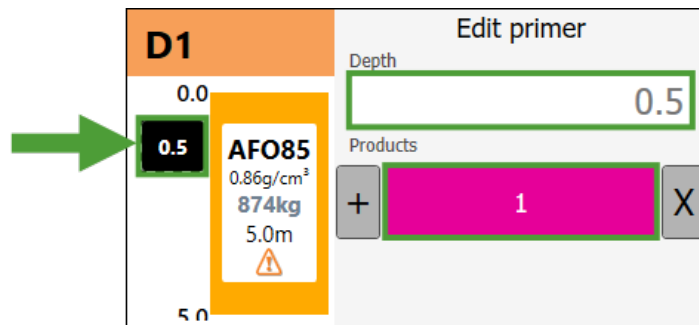 D1
0.0
0.5
AFO85
0.86g/cm³
874kg
5.0m
5.0
Edit primer
Depth
0.5
Products
+
1
X